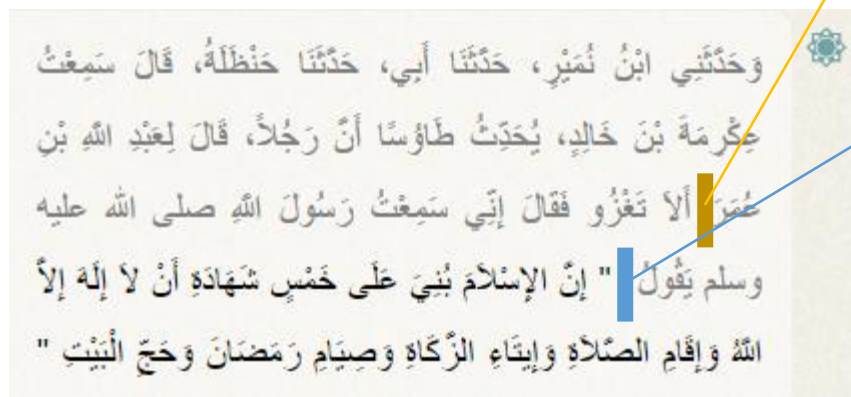 وَحَدَّثَنِي ابْنُ نُمَيْرٍ، حَدَّثَنَا أَبِي، حَدَّثَنَا حَنْظَلَةُ، قَالَ سَمِعْتُ
عِكْرِمَةَ بْنَ خَالِدٍ، يُحَدِّثُ طَاوُسًا أَنَّ رَجُلاً، قَالَ لِعَبْدِ اللَّهِ بْنِ
عُمَرَ أَلاَ تَغْزُو فَقَالَ إِنِّي سَمِعْتُ رَسُولَ اللَّهِ صلى الله عليه
وسلم يَقُولُ " إِنَّ الإِسْلاَمَ بُنِيَ عَلَى خَمْسٍ شَهَادَةِ أَنْ لاَ إِلَهَ إِلاَّ
اللَّهُ وَإِقَامِ الصَّلاَةِ وَإِيتَاءِ الزَّكَاةِ وَصِيَامِ رَمَضَانَ وَحَجِّ الْبَيْتِ "